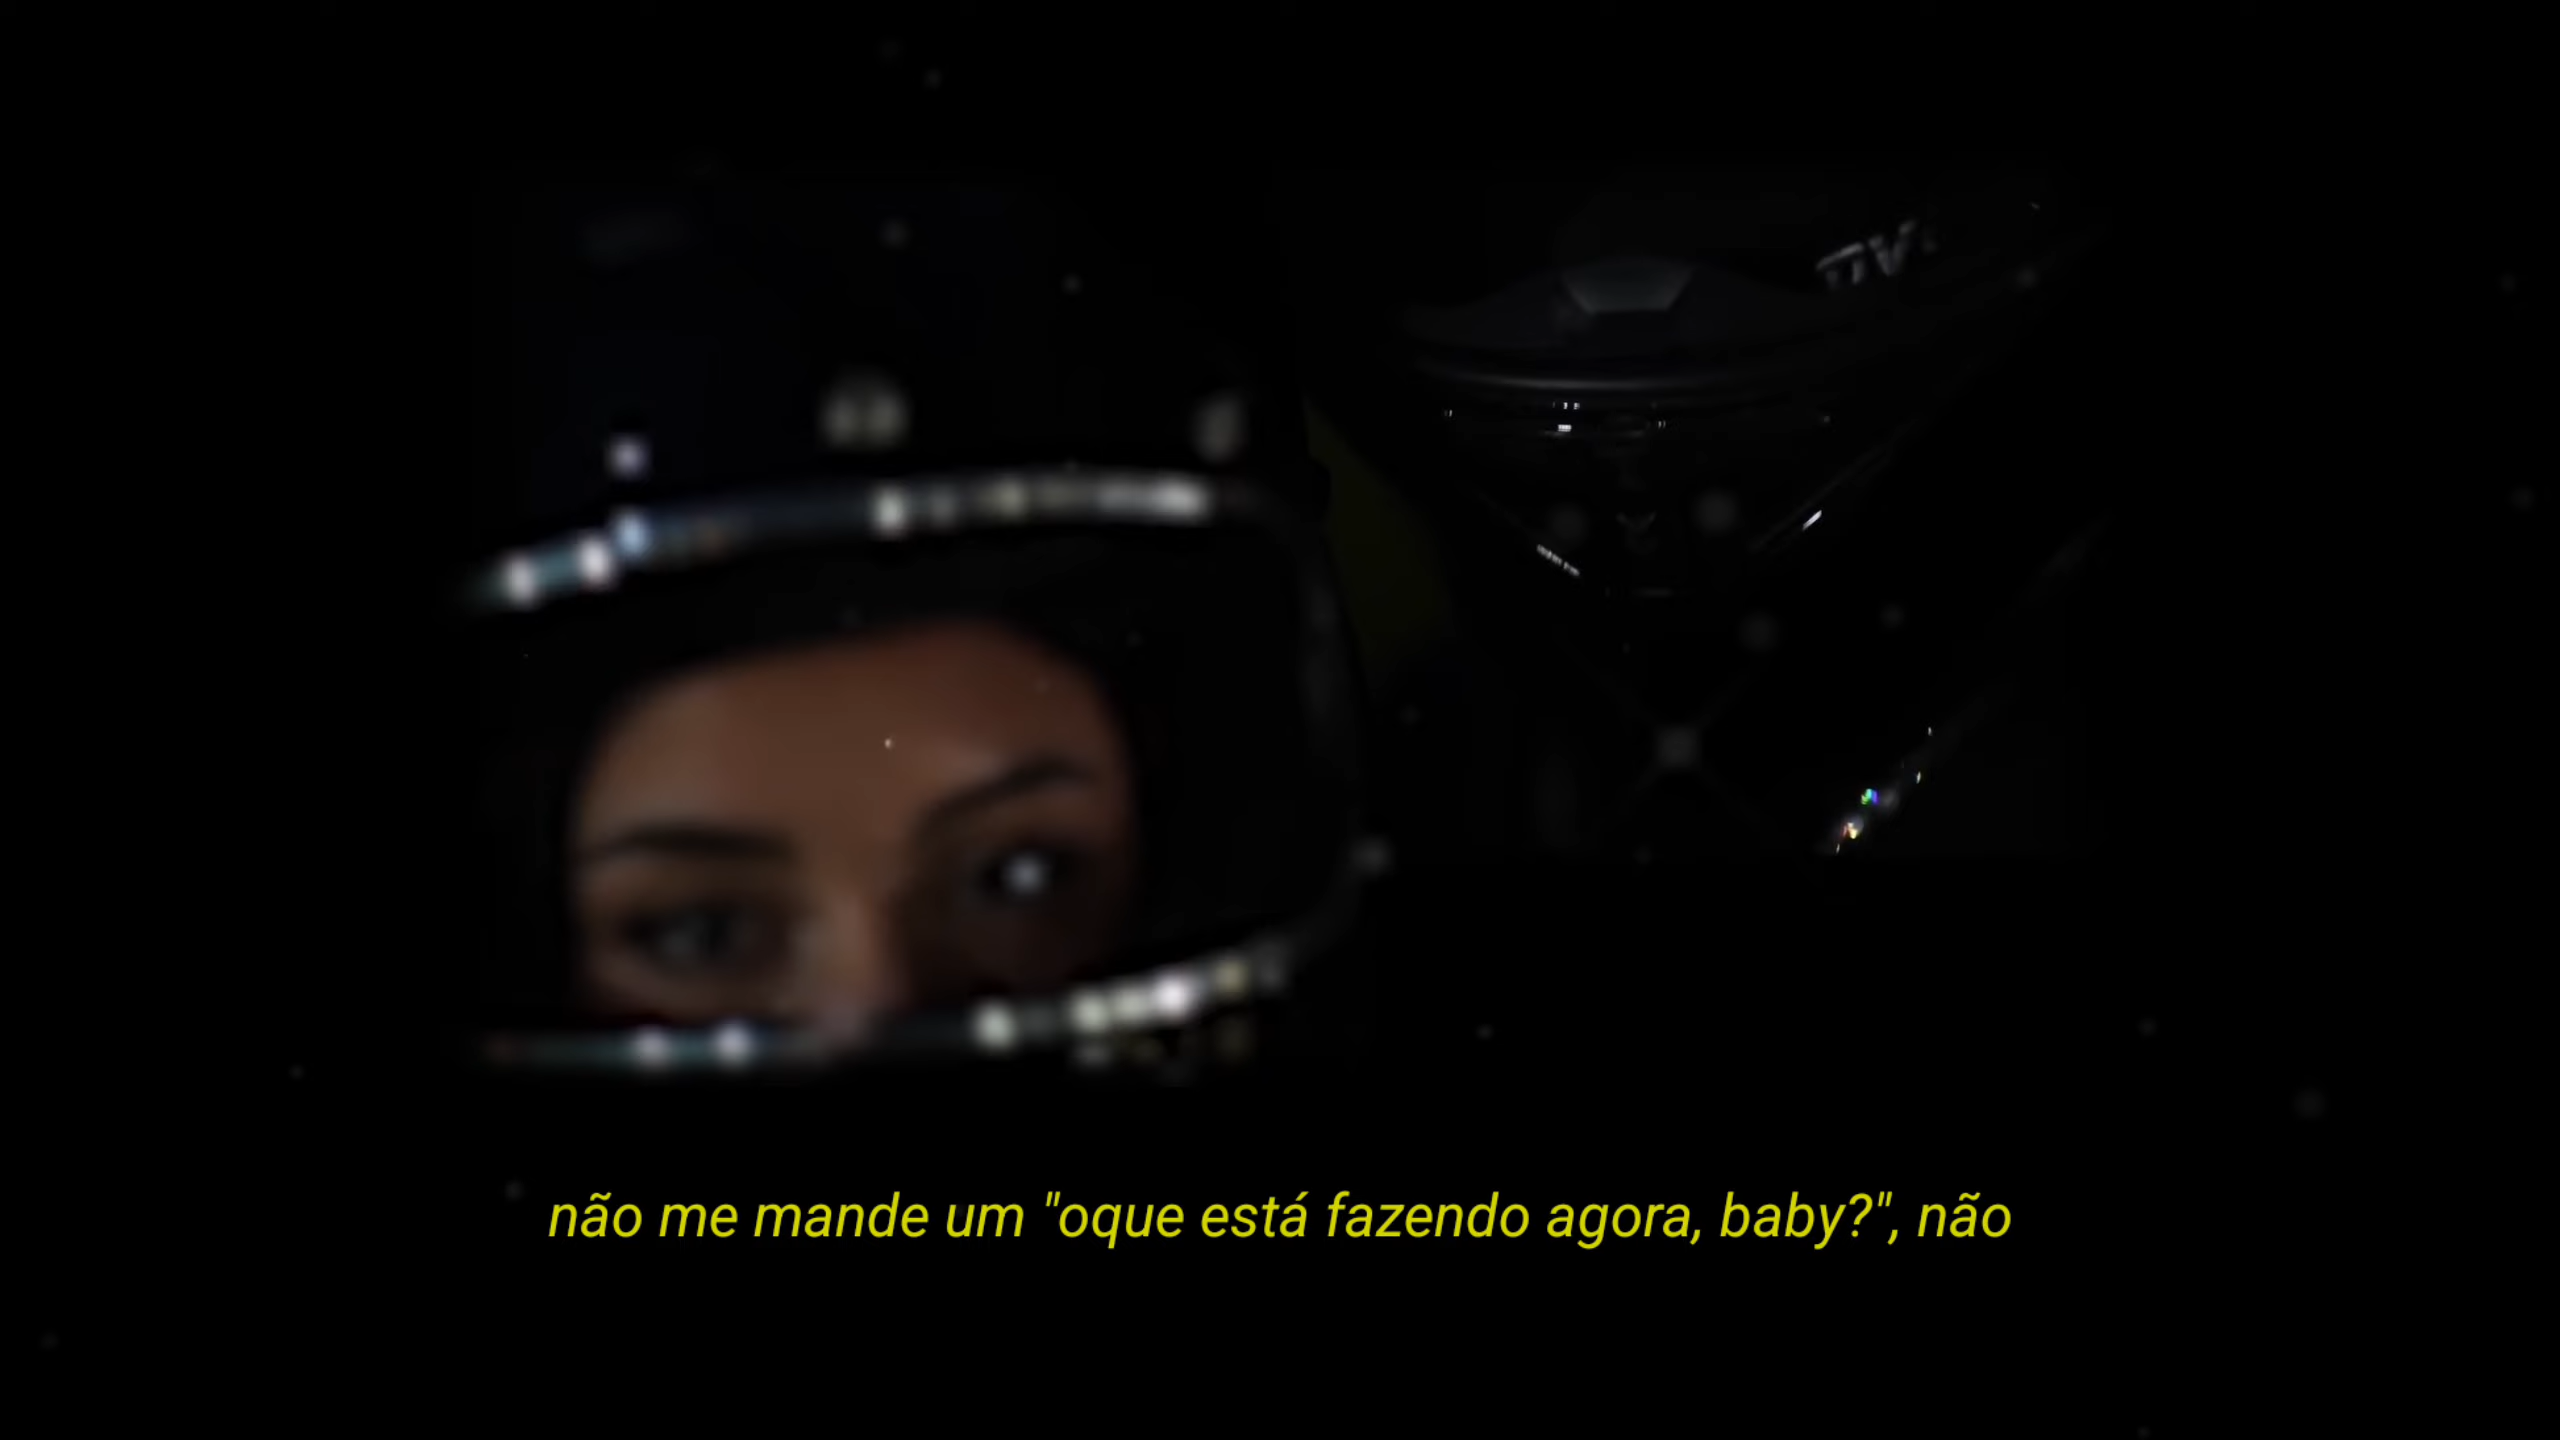 não me mande um "oque está fazendo agora, baby?", não